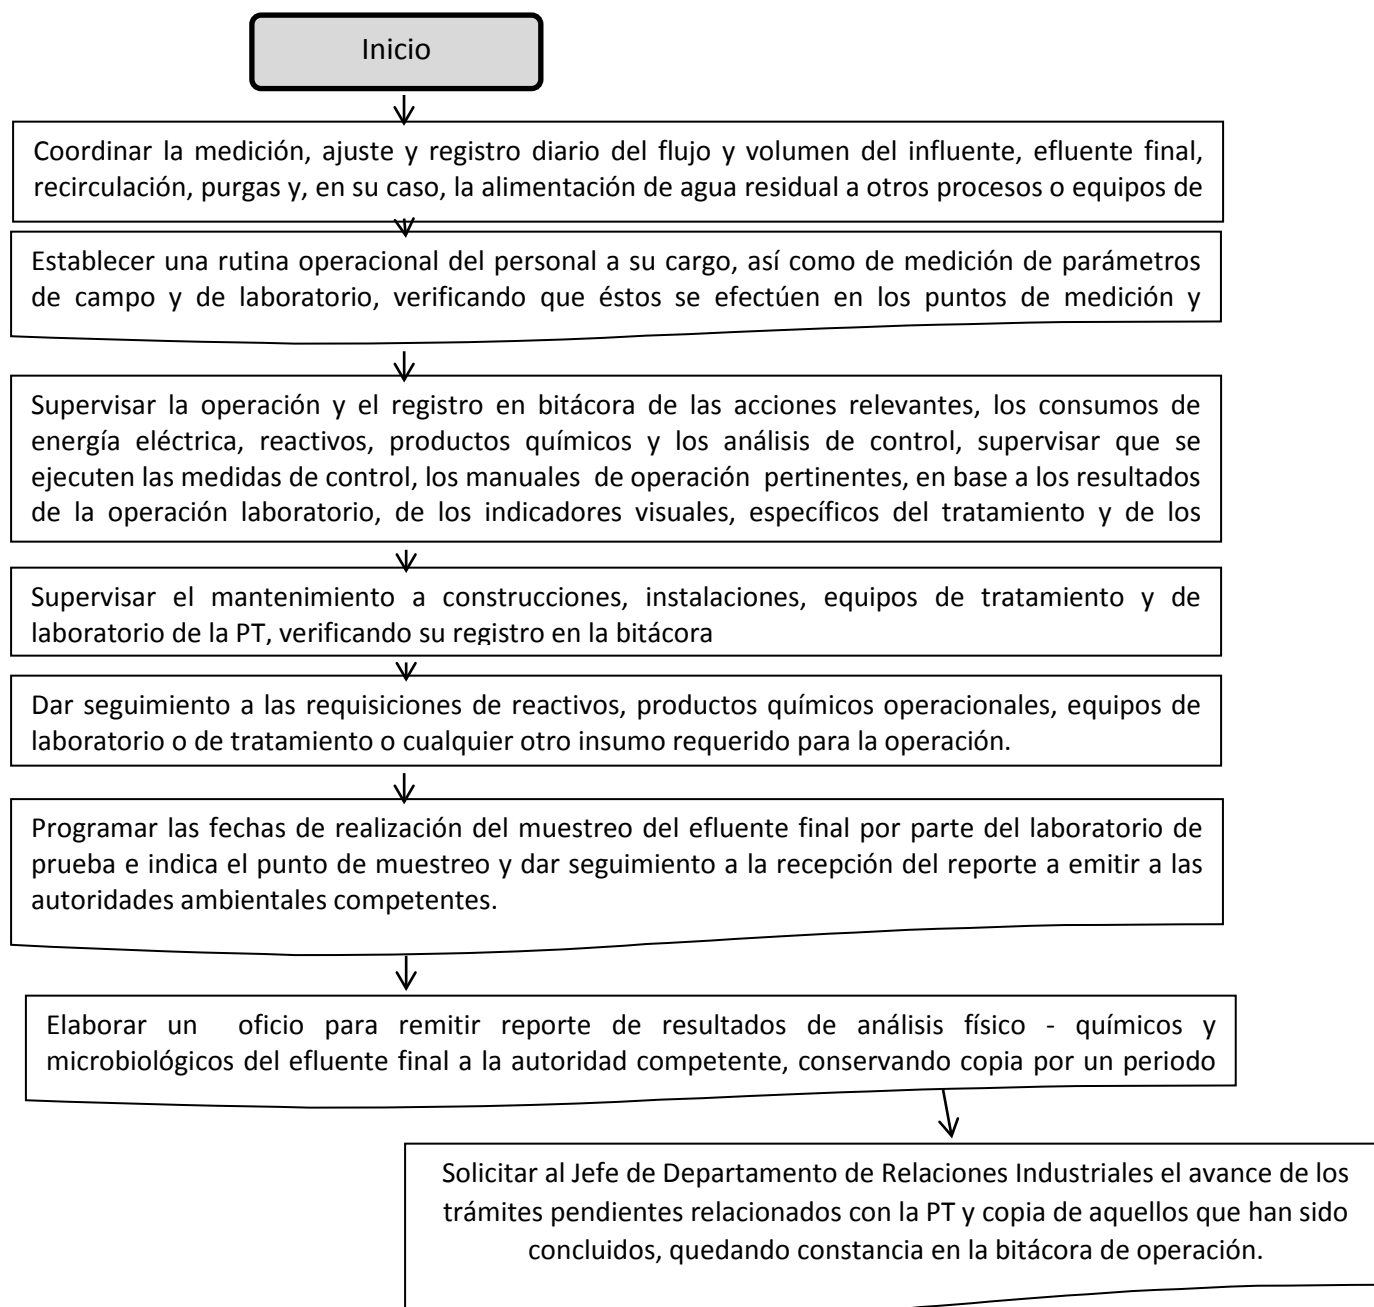 Inicio
Coordinar la medición, ajuste y registro diario del flujo y volumen del influente, efluente final,
recirculación, purgas y, en su caso, la alimentación de agua residual a otros procesos o equipos de
Establecer una rutina operacional del personal a su cargo, así como de medición de parámetros
de campo y de laboratorio, verificando que éstos se efectúen en los puntos de medición y
Supervisar la operación y el registro en bitácora de las acciones relevantes, los consumos de
energía eléctrica, reactivos, productos químicos y los análisis de control, supervisar que se
ejecuten las medidas de control, los manuales de operación pertinentes, en base a los resultados
de la operación laboratorio, de los indicadores visuales, específicos del tratamiento y de los
Supervisar el mantenimiento a construcciones, instalaciones, equipos de tratamiento y de
laboratorio de la PT, verificando su registro en la bitácora
Dar seguimiento a las requisiciones de reactivos, productos químicos operacionales, equipos de
laboratorio o de tratamiento o cualquier otro insumo requerido para la operación.
Programar las fechas de realización del muestreo del efluente final por parte del laboratorio de
prueba e indica el punto de muestreo y dar seguimiento a la recepción del reporte a emitir a las
autoridades ambientales competentes.
Elaborar un oficio para remitir reporte de resultados de análisis físico - químicos y
microbiológicos del efluente final a la autoridad competente, conservando copia por un periodo
Solicitar al Jefe de Departamento de Relaciones Industriales el avance de los
trámites pendientes relacionados con la PT y copia de aquellos que han sido
concluidos, quedando constancia en la bitácora de operación.